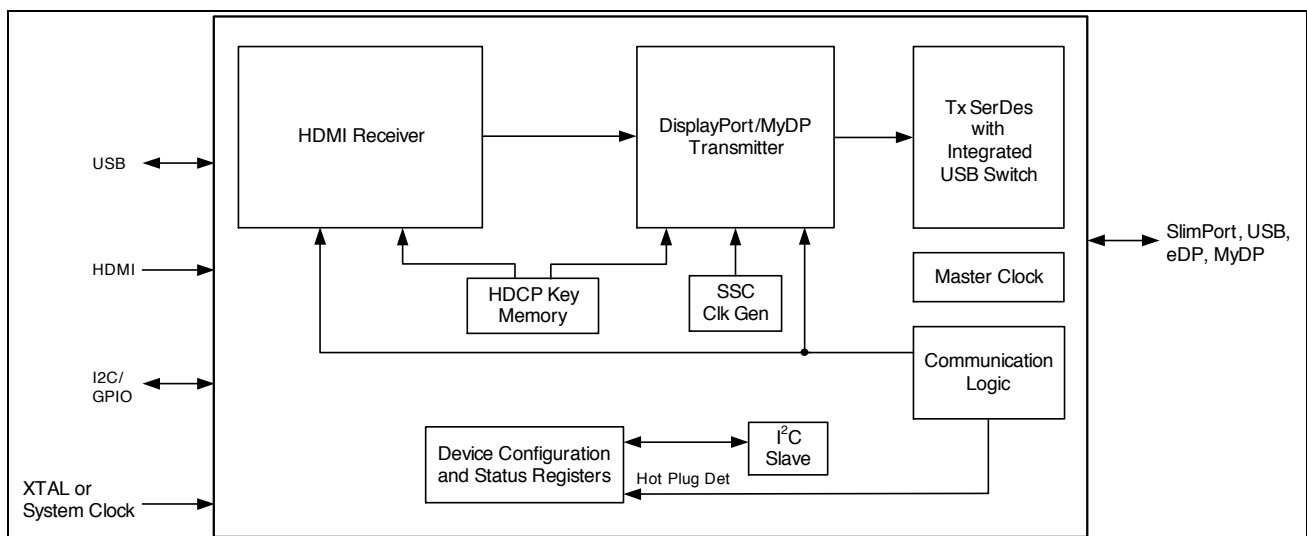 USB
HDMI
I2C/
GPIO
XTAL or
System Clock
HDMI Receiver
DisplayPort/MyDP
Transmitter
Tx SerDes
with
Integrated
USB Switch
HDCP Key
Memory
SSC
Clk Gen
Master Clock
Communication
Logic
Device Configuration
and Status Registers
I²C
Slave
Hot Plug Det
SlimPort, USB,
eDP, MyDP